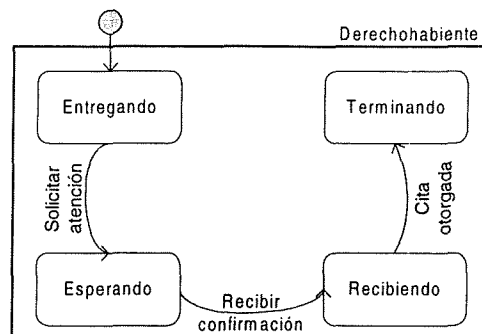 Derechohabiente
Entregando
Terminando
Solicitar
atención
Cita
otorgada
Esperando
Recibiendo
Recibir
confirmación